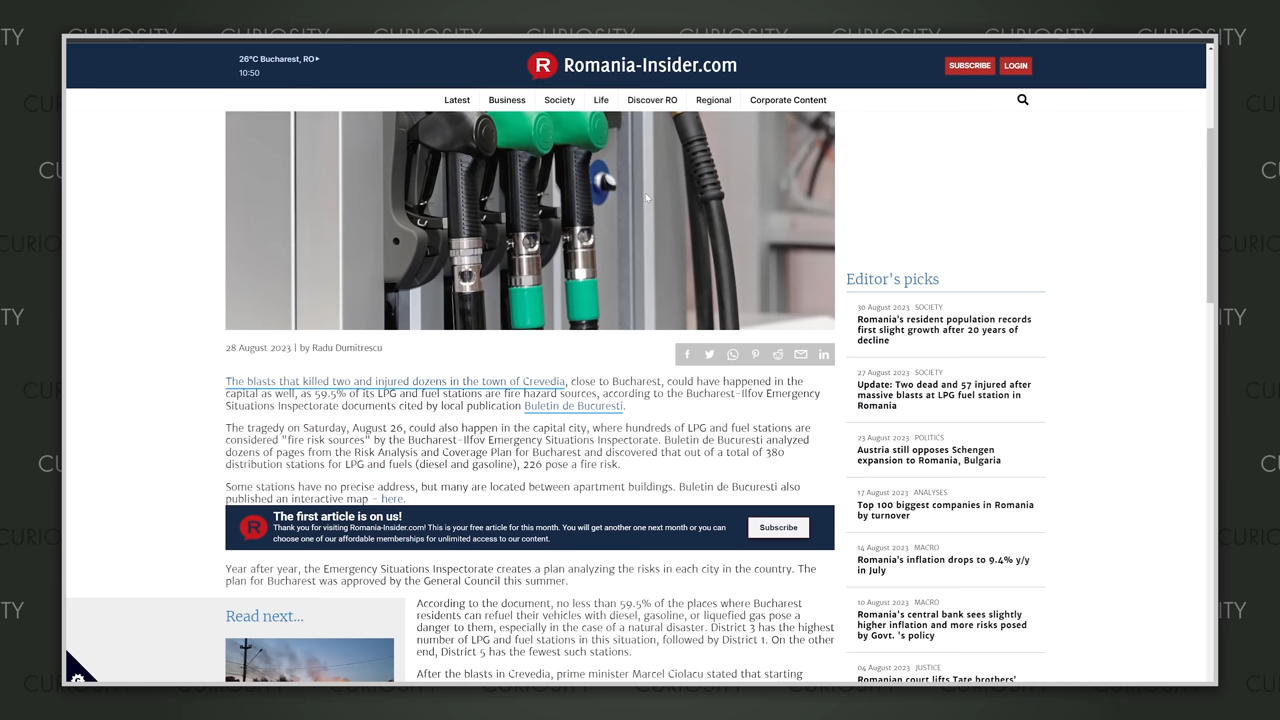 CURIOSITY CURIOSITY CURIOSITY CURIOSITY CURIOSITY CURIOSITY
26°C Bucharest, RO
10:50
R
Romania-Insider.com
SUBSCRIBE
LOGIN
Latest
Business
Society
Life
Discover RO
Regional
Corporate Content
28 August 2023 | by Radu Dumitrescu
The blasts that killed two and injured dozens in the town of Crevedia, close to Bucharest, could have happened in the
capital as well, as 59.5% of its LPG and fuel stations are fire hazard sources, according to the Bucharest-Ilfov Emergency
Situations Inspectorate documents cited by local publication Buletin de Bucuresti.
The tragedy on Saturday, August 26, could also happen in the capital city, where hundreds of LPG and fuel stations are
considered "fire risk sources" by the Bucharest-Ilfov Emergency Situations Inspectorate. Buletin de Bucuresti analyzed
dozens of pages from the Risk Analysis and Coverage Plan for Bucharest and discovered that out of a total of 380
distribution stations for LPG and fuels (diesel and gasoline), 226 pose a fire risk.
Some stations have no precise address, but many are located between apartment buildings. Buletin de Bucuresti also
published an interactive map - here.
R
The first article is on us!
Thank you for visiting Romania-Insider.com! This is your free article for this month. You will get another one next month or you can
choose one of our affordable memberships for unlimited access to our content.
Subscribe
Year after year, the Emergency Situations Inspectorate creates a plan analyzing the risks in each city in the country. The
plan for Bucharest was approved by the General Council this summer.
Read next...
According to the document, no less than 59.5% of the places where Bucharest
residents can refuel their vehicles with diesel, gasoline, or liquefied gas pose a
danger to them, especially in the case of a natural disaster. District 3 has the highest
number of LPG and fuel stations in this situation, followed by District 1. On the other
end, District 5 has the fewest such stations.
After the blasts in Crevedia, prime minister Marcel Ciolacu stated that starting
Editor's picks
30 August 2023 SOCIETY
Romania's resident population records
first slight growth after 20 years of
decline
27 August 2023 SOCIETY
Update: Two dead and 57 injured after
massive blasts at LPG fuel station in
Romania
23 August 2023 POLITICS
Austria still opposes Schengen
expansion to Romania, Bulgaria
17 August 2023 ANALYSES
Top 100 biggest companies in Romania
by turnover
14 August 2023 MACRO
Romania's inflation drops to 9.4% y/y
in July
10 August 2023 MACRO
Romania's central bank sees slightly
higher inflation and more risks posed
by Govt. 's policy
04 August 2023 JUSTICE
Romanian court lifts Tate brothers'